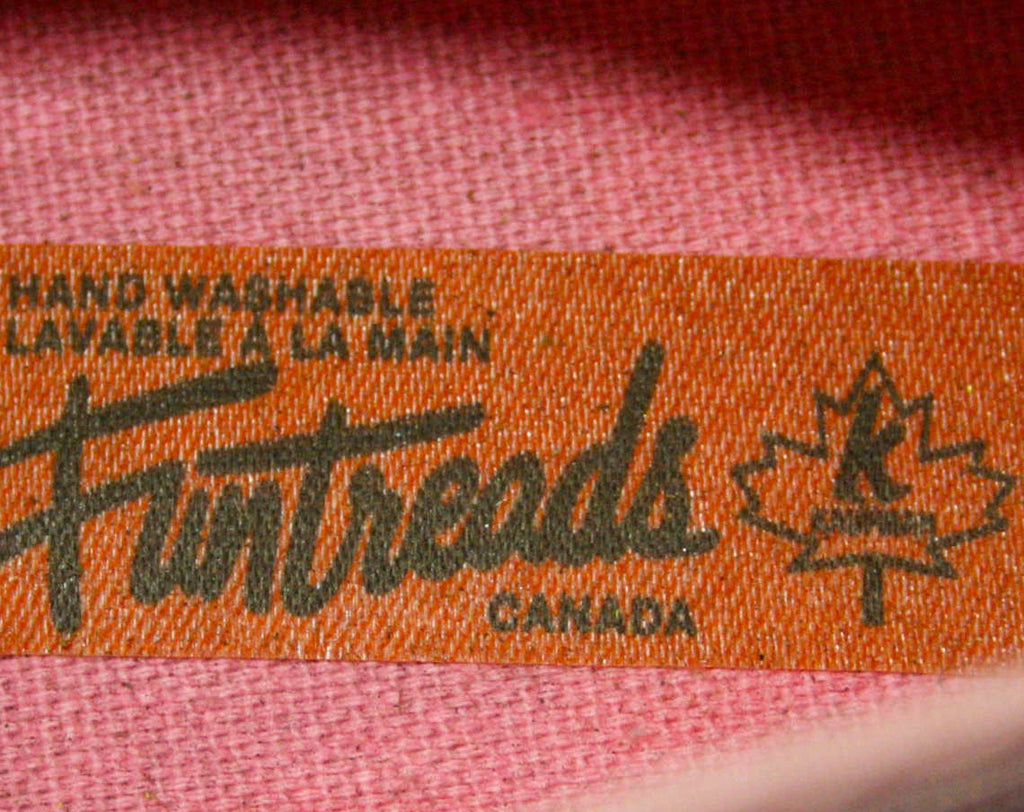 HAND WASHABLE
LAVABLE A LA MAIN
Funtreads
CANADA
K